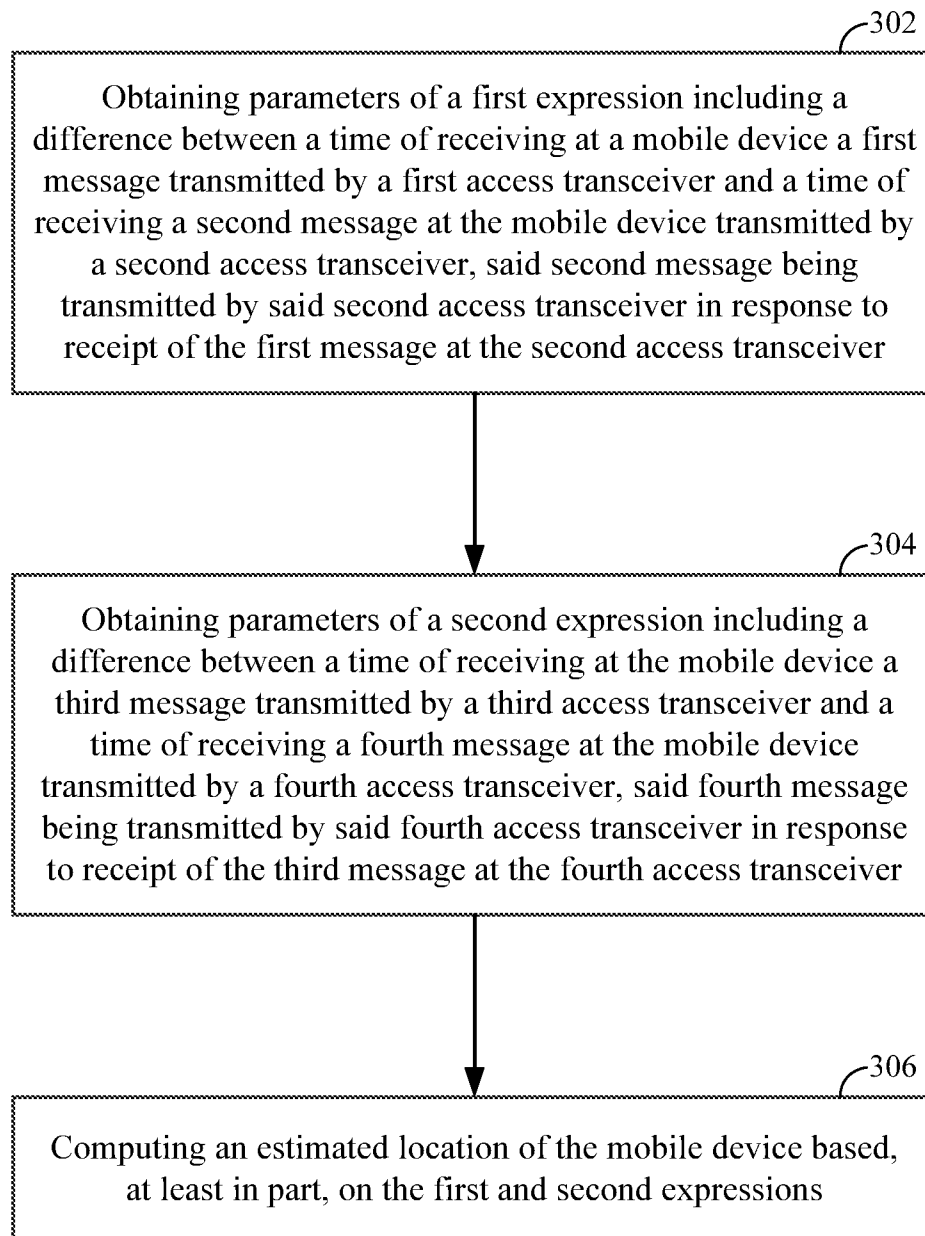 302
Obtaining parameters of a first expression including a
difference between a time of receiving at a mobile device a first
message transmitted by a first access transceiver and a time of
receiving a second message at the mobile device transmitted by
a second access transceiver, said second message being
transmitted by said second access transceiver in response to
receipt of the first message at the second access transceiver
304
Obtaining parameters of a second expression including a
difference between a time of receiving at the mobile device a
third message transmitted by a third access transceiver and a
time of receiving a fourth message at the mobile device
transmitted by a fourth access transceiver, said fourth message
being transmitted by said fourth access transceiver in response
to receipt of the third message at the fourth access transceiver
306
Computing an estimated location of the mobile device based,
at least in part, on the first and second expressions